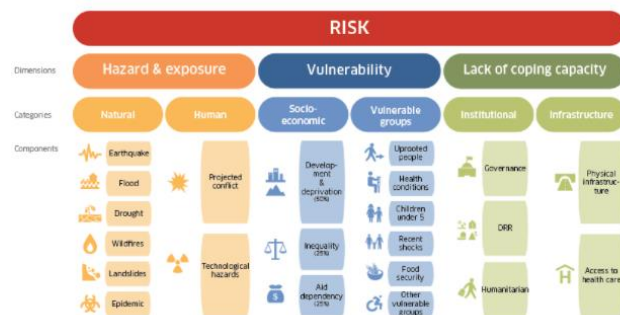 RISK
Dimensions
Hazard & exposure
Vulnerability
Lack of coping capacity
Categories
Natural
Human
Socio-
economic
Vulnerable
groups
Institutional
Infrastructure
Components
Earthquake
Flood
Drought
Wildfires
Landslides
Epidemic
Projected
conflict
Technological
hazards
Develop-
ment
&
deprivation
(50%)
Inequality
(25%)
Aid
dependency
(25%)
Uprooted
people
Health
conditions
Children
under 5
Recent
shocks
Food
security
Other
vulnerable
groups
Governance
DRR
Humanitarian
Physical
infrastruc-
ture
Access to
health care